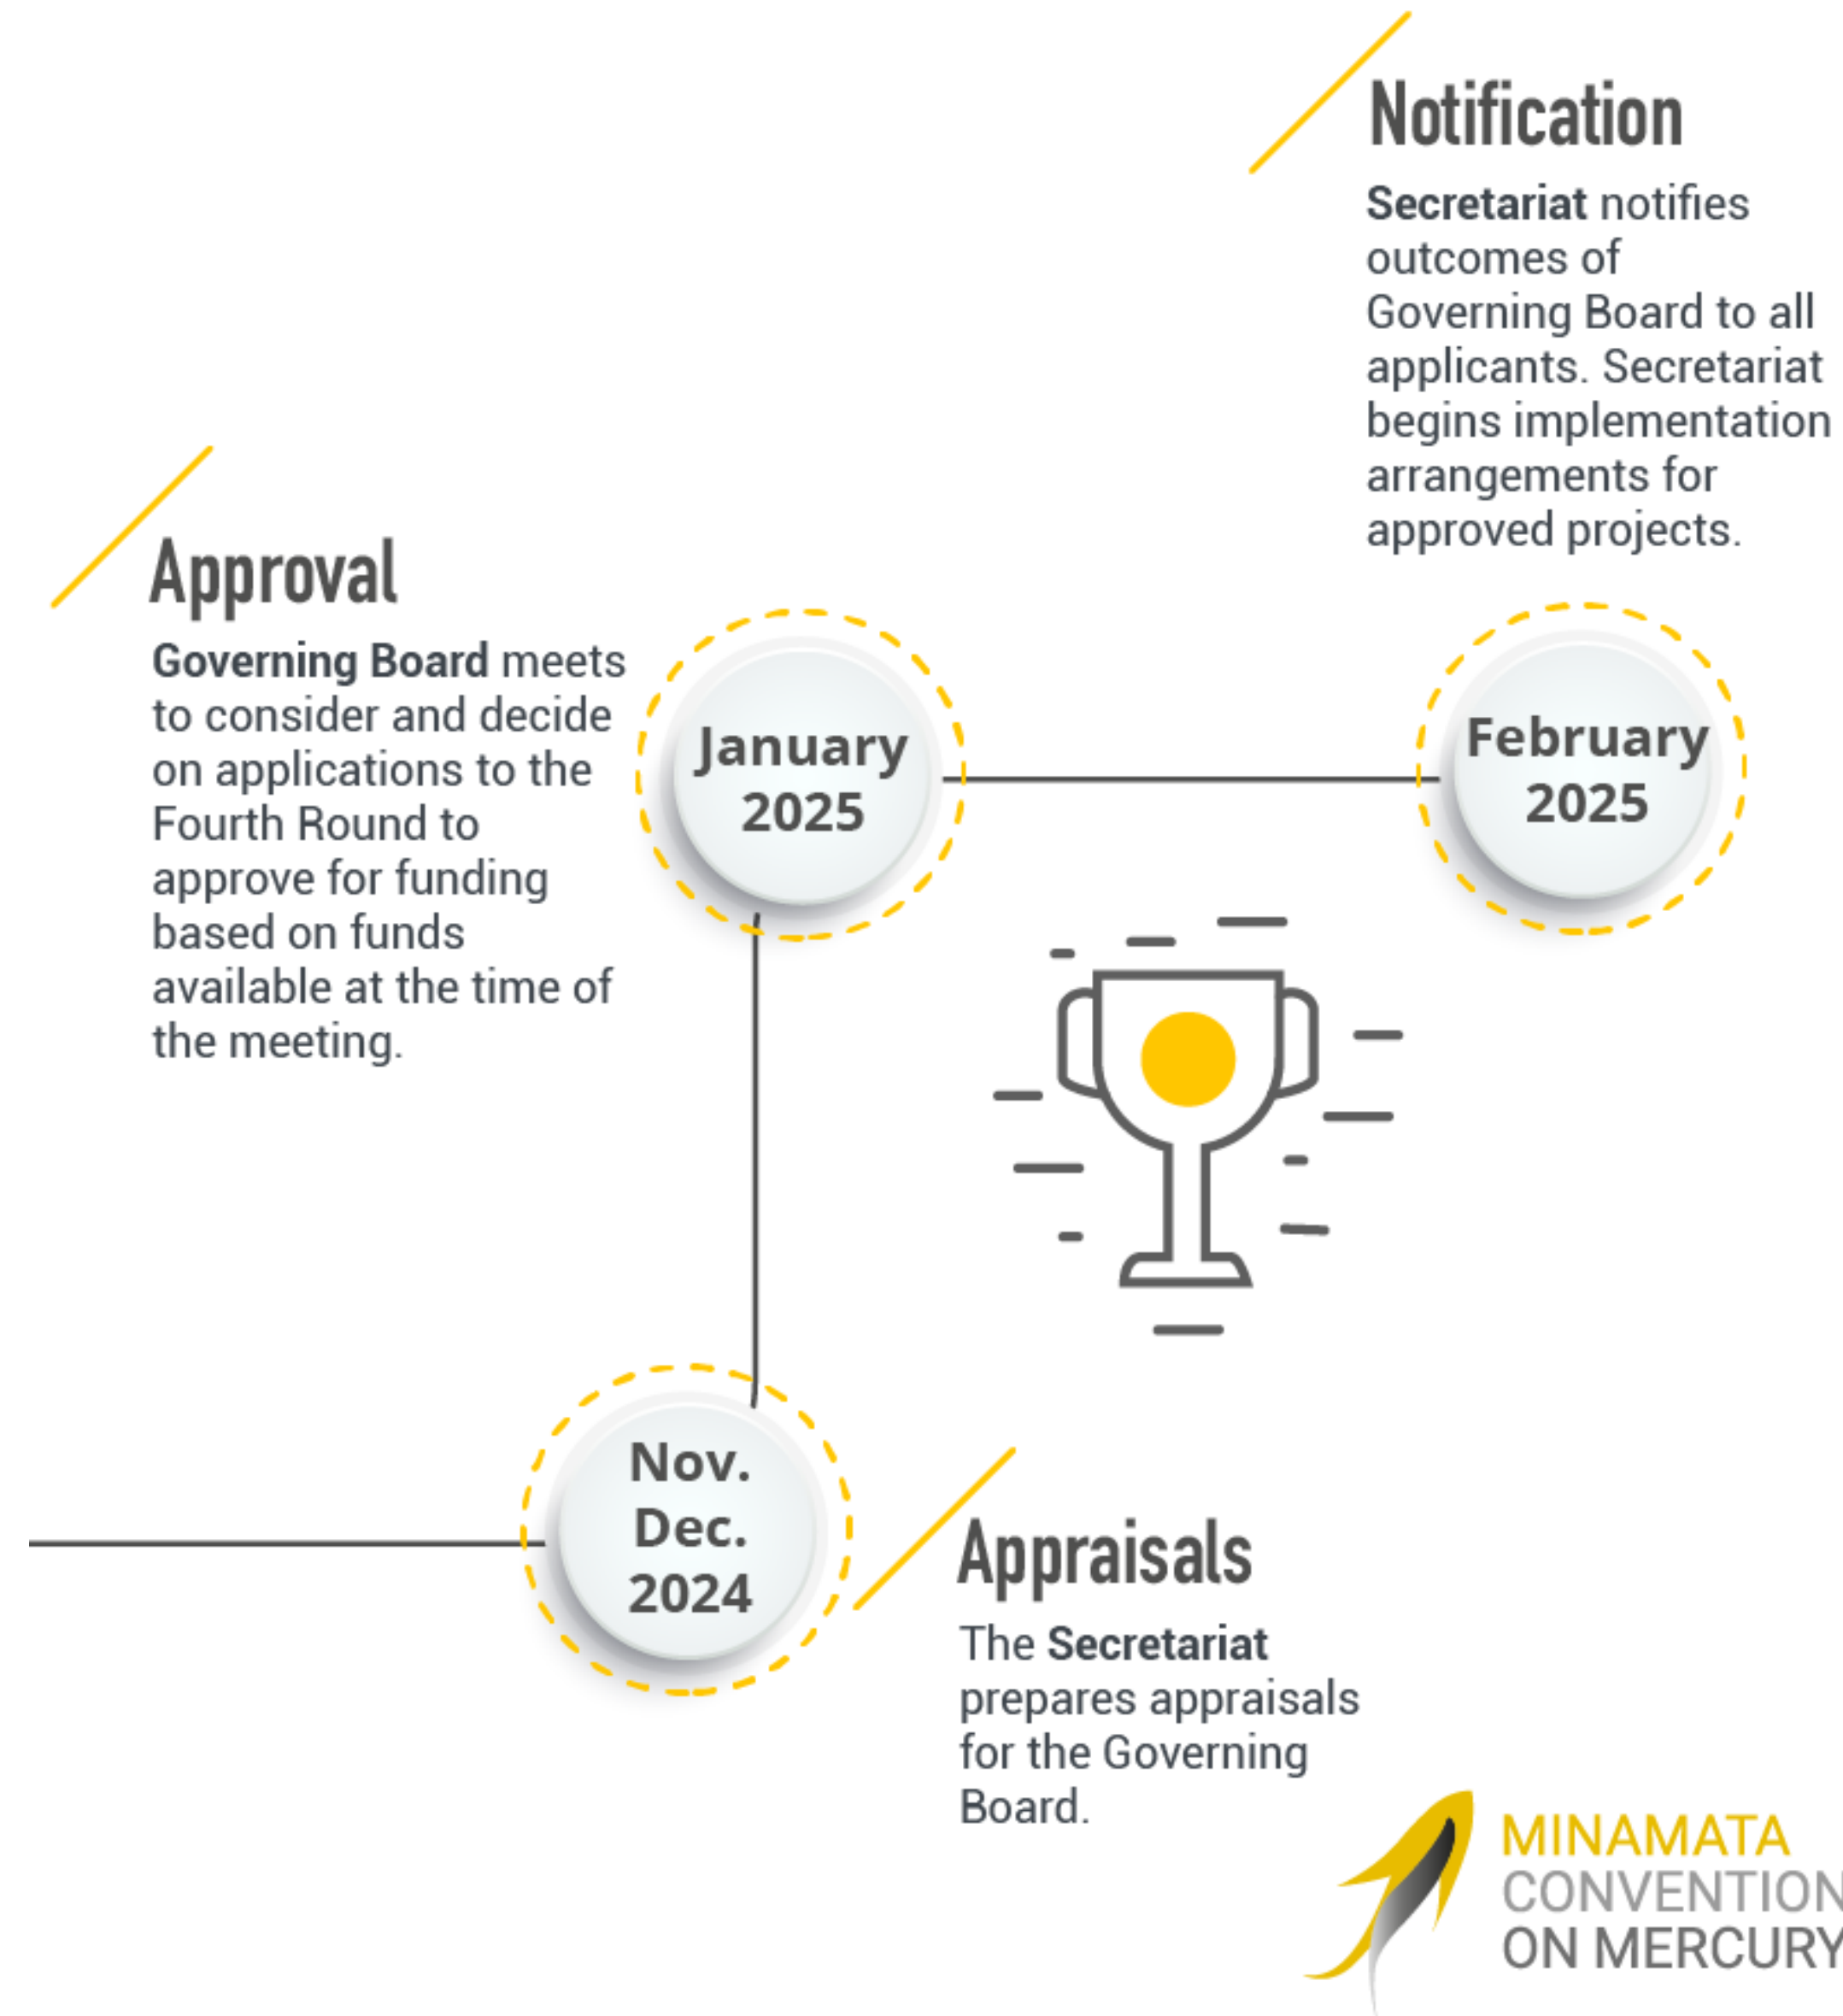 Notification
Secretariat notifies
outcomes of
Governing Board to all
applicants. Secretariat
begins implementation
arrangements for
approved projects.
Approval
Governing Board meets
to consider and decide
on applications to the
Fourth Round to
approve for funding
based on funds
available at the time of
the meeting.
January
2025
February
2025
Nov.
Dec.
2024
Appraisals
The Secretariat
prepares appraisals
for the Governing
Board.
MINAMATA
CONVENTION
ON MERCURY